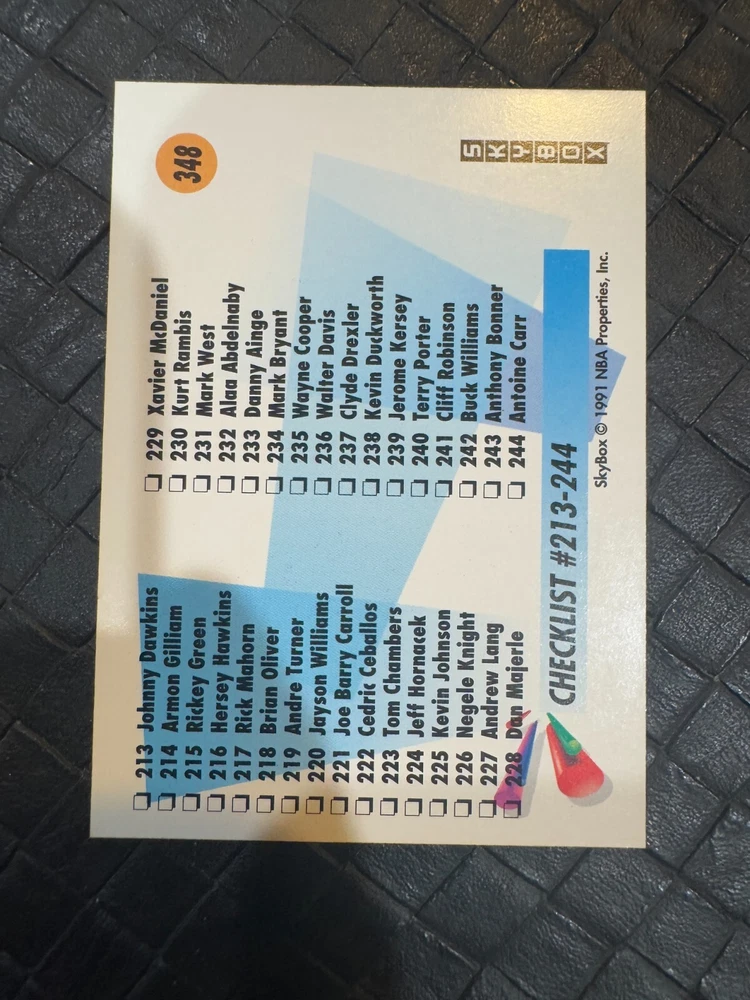 348
SKYBOX
213 Johnny Dawkins
214 Armon Gilliam
215 Rickey Green
216 Hersey Hawkins
217 Rick Mahorn
218 Brian Oliver
219 Andre Turner
220 Jayson Williams
221 Joe Barry Carroll
222 Cedric Ceballos
223 Tom Chambers
224 Jeff Hornacek
225 Kevin Johnson
226 Negele Knight
227 Andrew Lang
228 Dan Majerle
229 Xavier McDaniel
230 Kurt Rambis
231 Mark West
232 Alaa Abdelnaby
233 Danny Ainge
234 Mark Bryant
235 Wayne Cooper
236 Walter Davis
237 Clyde Drexler
238 Kevin Duckworth
239 Jerome Kersey
240 Terry Porter
241 Cliff Robinson
242 Buck Williams
243 Anthony Bonner
244 Antoine Carr
CHECKLIST #213-244
SkyBox © 1991 NBA Properties, Inc.